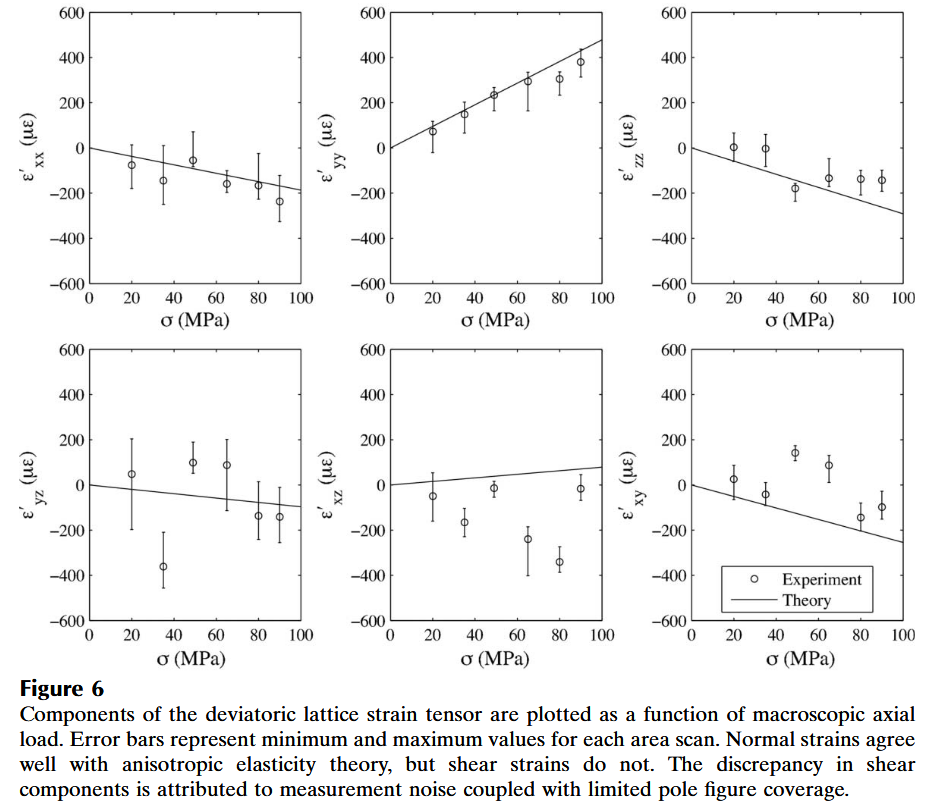 600
400
200
0
−200
−400
−600
ε′xx (με)
0 20 40 60 80 100
σ (MPa)
600
400
200
0
−200
−400
−600
ε′yy (με)
0 20 40 60 80 100
σ (MPa)
600
400
200
0
−200
−400
−600
ε′zz (με)
0 20 40 60 80 100
σ (MPa)
600
400
200
0
−200
−400
−600
ε′yz (με)
0 20 40 60 80 100
σ (MPa)
600
400
200
0
−200
−400
−600
ε′xz (με)
0 20 40 60 80 100
σ (MPa)
600
400
200
0
−200
−400
−600
ε′xy (με)
Experiment
Theory
0 20 40 60 80 100
σ (MPa)
Figure 6
Components of the deviatoric lattice strain tensor are plotted as a function of macroscopic axial
load. Error bars represent minimum and maximum values for each area scan. Normal strains agree
well with anisotropic elasticity theory, but shear strains do not. The discrepancy in shear
components is attributed to measurement noise coupled with limited pole figure coverage.